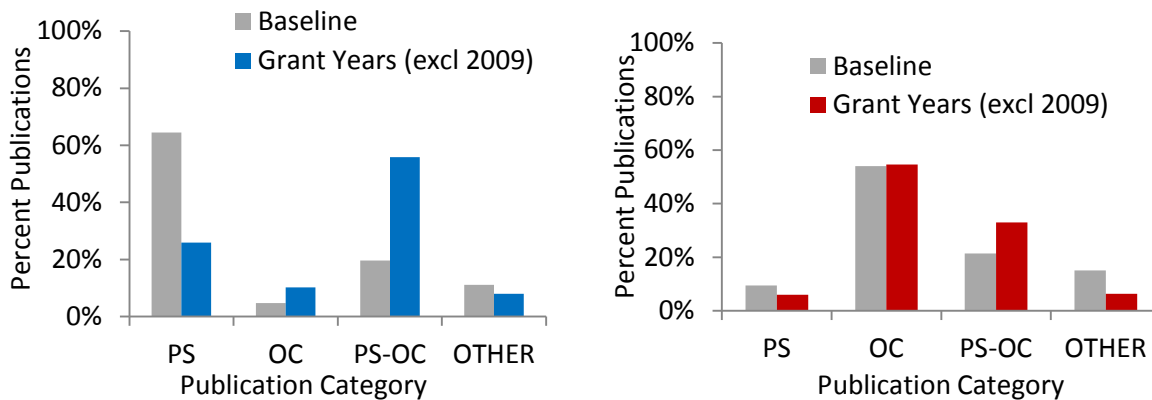 Percent Publications
100%
80%
60%
40%
20%
0%
Baseline
Grant Years (excl 2009)
PS
OC
PS-OC
OTHER
Publication Category
Percent Publications
100%
80%
60%
40%
20%
0%
Baseline
Grant Years (excl 2009)
PS
OC
PS-OC
OTHER
Publication Category